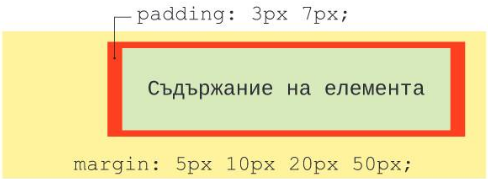 padding: 3px 7px;
Съдържание на елемента
margin: 5px 10px 20px 50px;